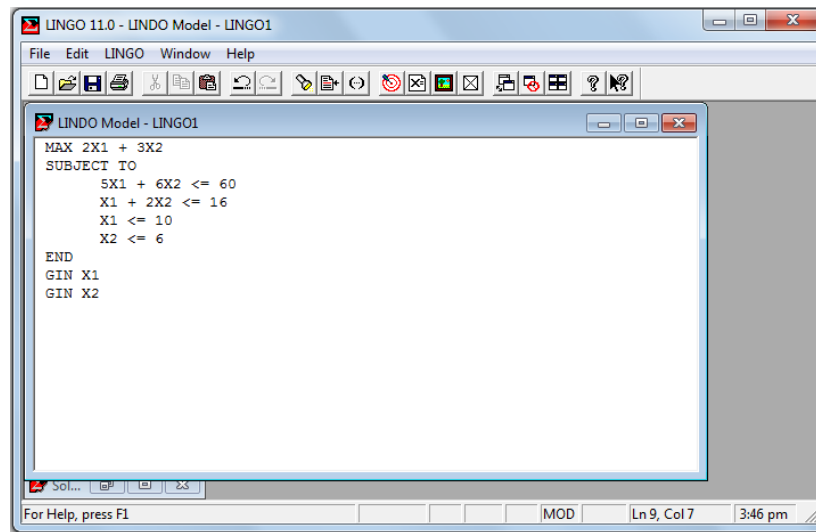 LINGO 11.0 - LINDO Model - LINGO1
File Edit LINGO Window Help
LINDO Model - LINGO1
MAX 2X1 + 3X2
SUBJECT TO
5X1 + 6X2 <= 60
X1 + 2X2 <= 16
X1 <= 10
X2 <= 6
END
GIN X1
GIN X2
Sol...
For Help, press F1 MOD Ln 9, Col 7 3:46 pm